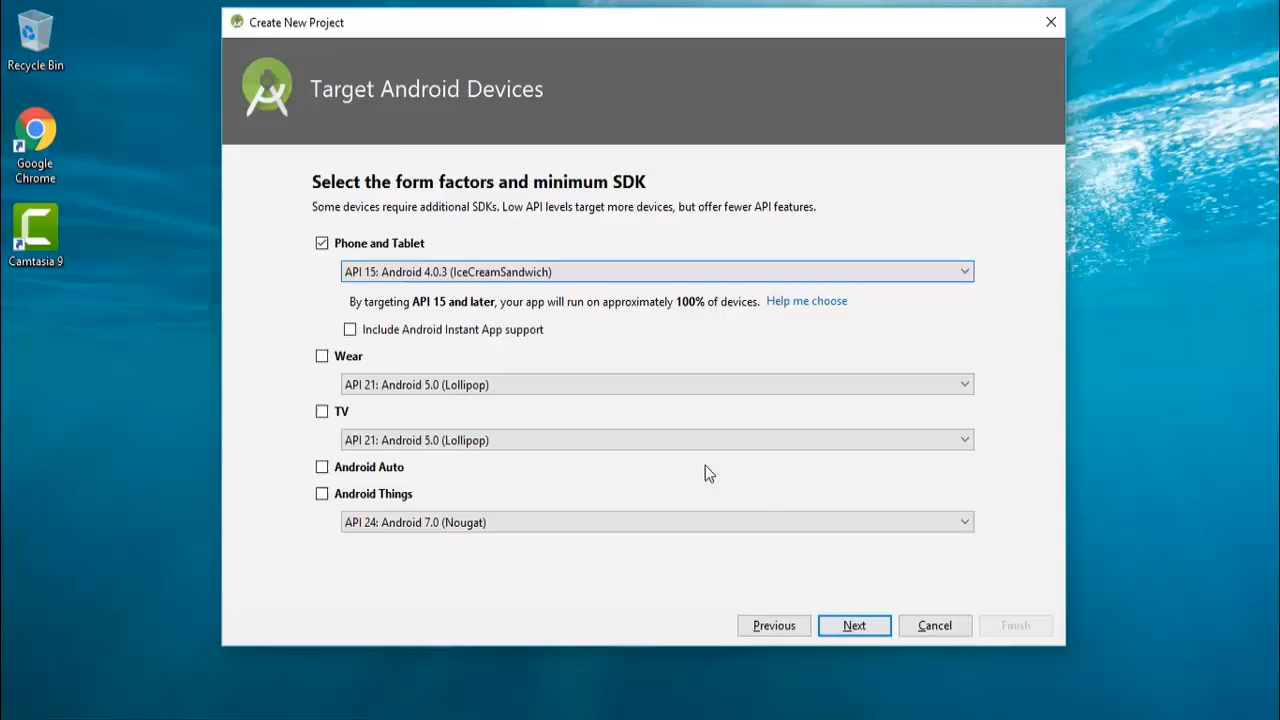 Recycle Bin
Google
Chrome
Camtasia 9
Create New Project
Target Android Devices
Select the form factors and minimum SDK
Some devices require additional SDKs. Low API levels target more devices, but offer fewer API features.
Phone and Tablet
API 15: Android 4.0.3 (IceCreamSandwich)
By targeting API 15 and later, your app will run on approximately 100% of devices. Help me choose
Include Android Instant App support
Wear
API 21: Android 5.0 (Lollipop)
TV
API 21: Android 5.0 (Lollipop)
Android Auto
Android Things
API 24: Android 7.0 (Nougat)
Previous Next Cancel Finish